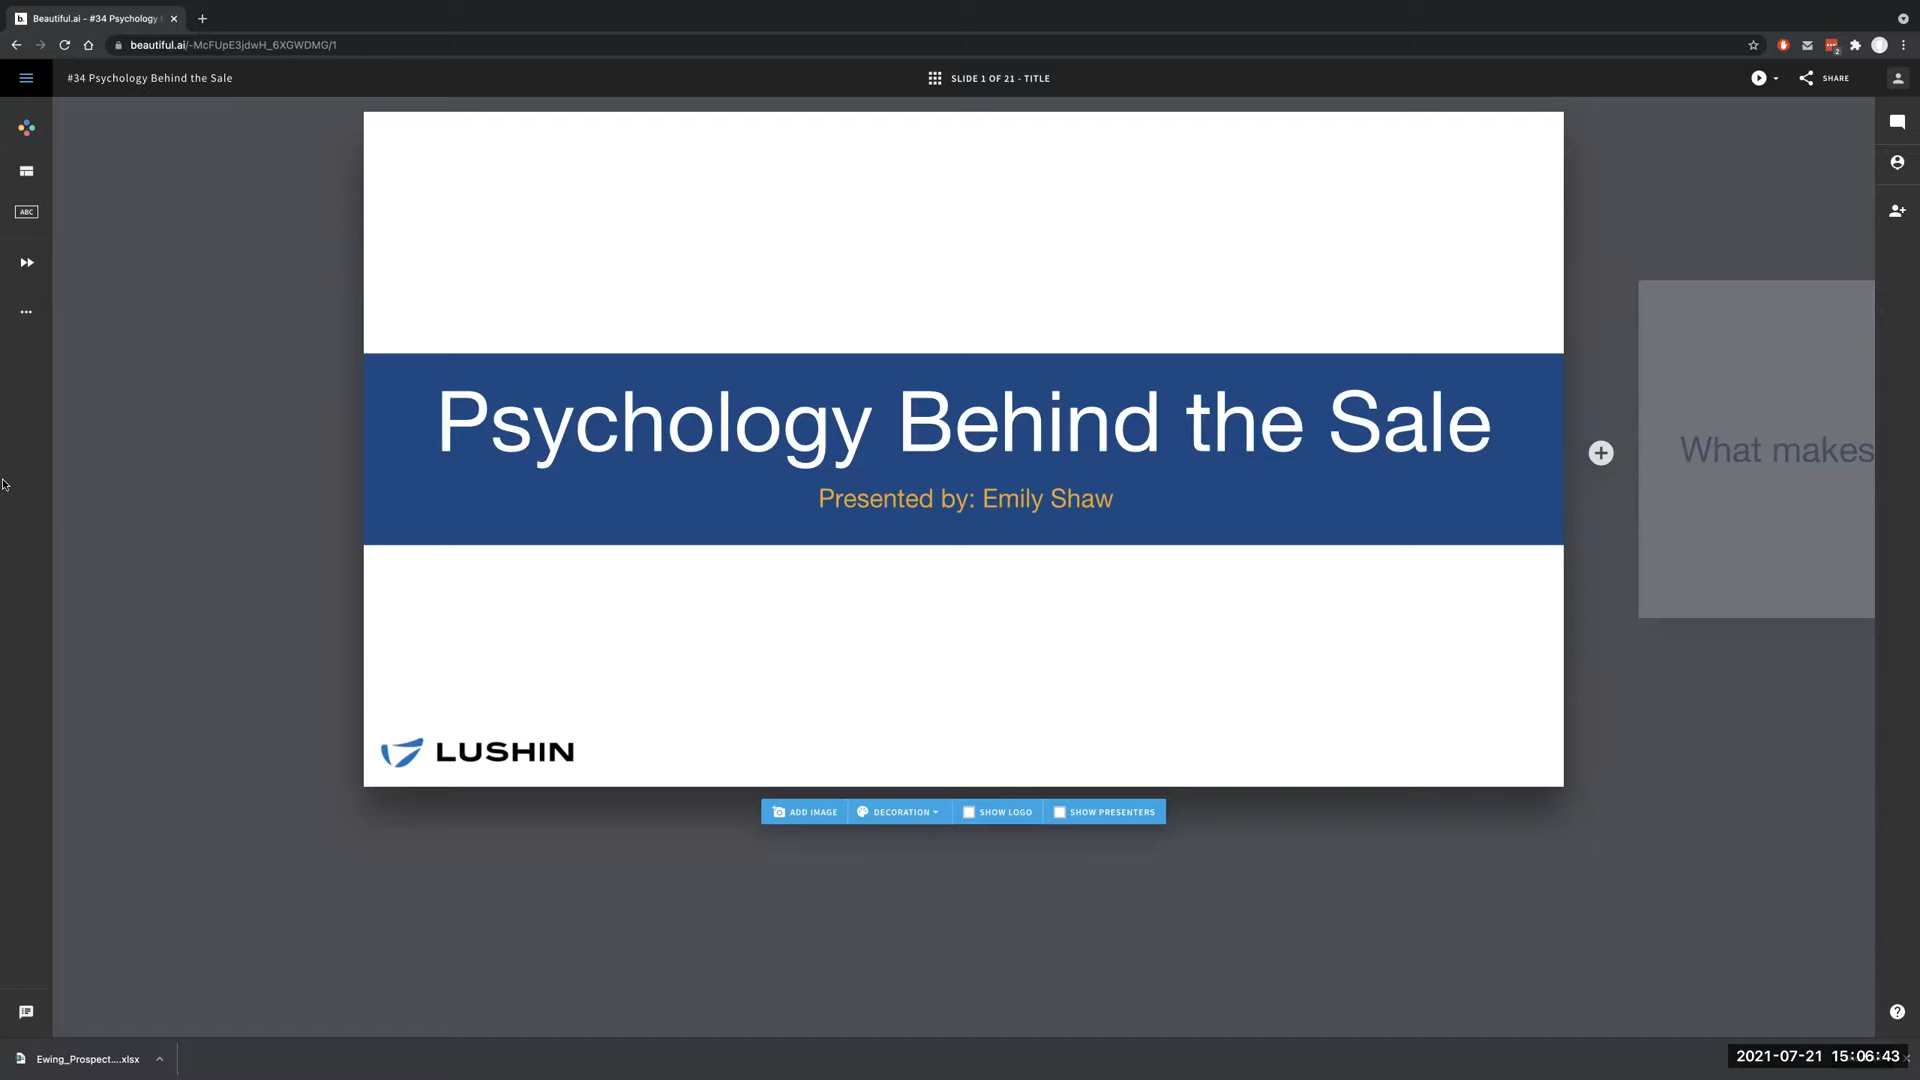 Beautiful.ai - #34 Psychology
beautiful.ai/-McFUpE3jdwH_6XGWDMG/1
2
#34 Psychology Behind the Sale
SLIDE 1 OF 21 - TITLE
SHARE
ABC
Psychology Behind the Sale
Presented by: Emily Shaw
What makes
LUSHIN
ADD IMAGE
DECORATION
SHOW LOGO
SHOW PRESENTERS
Ewing_Prospect....xlsx
2021-07-21 15:06:43